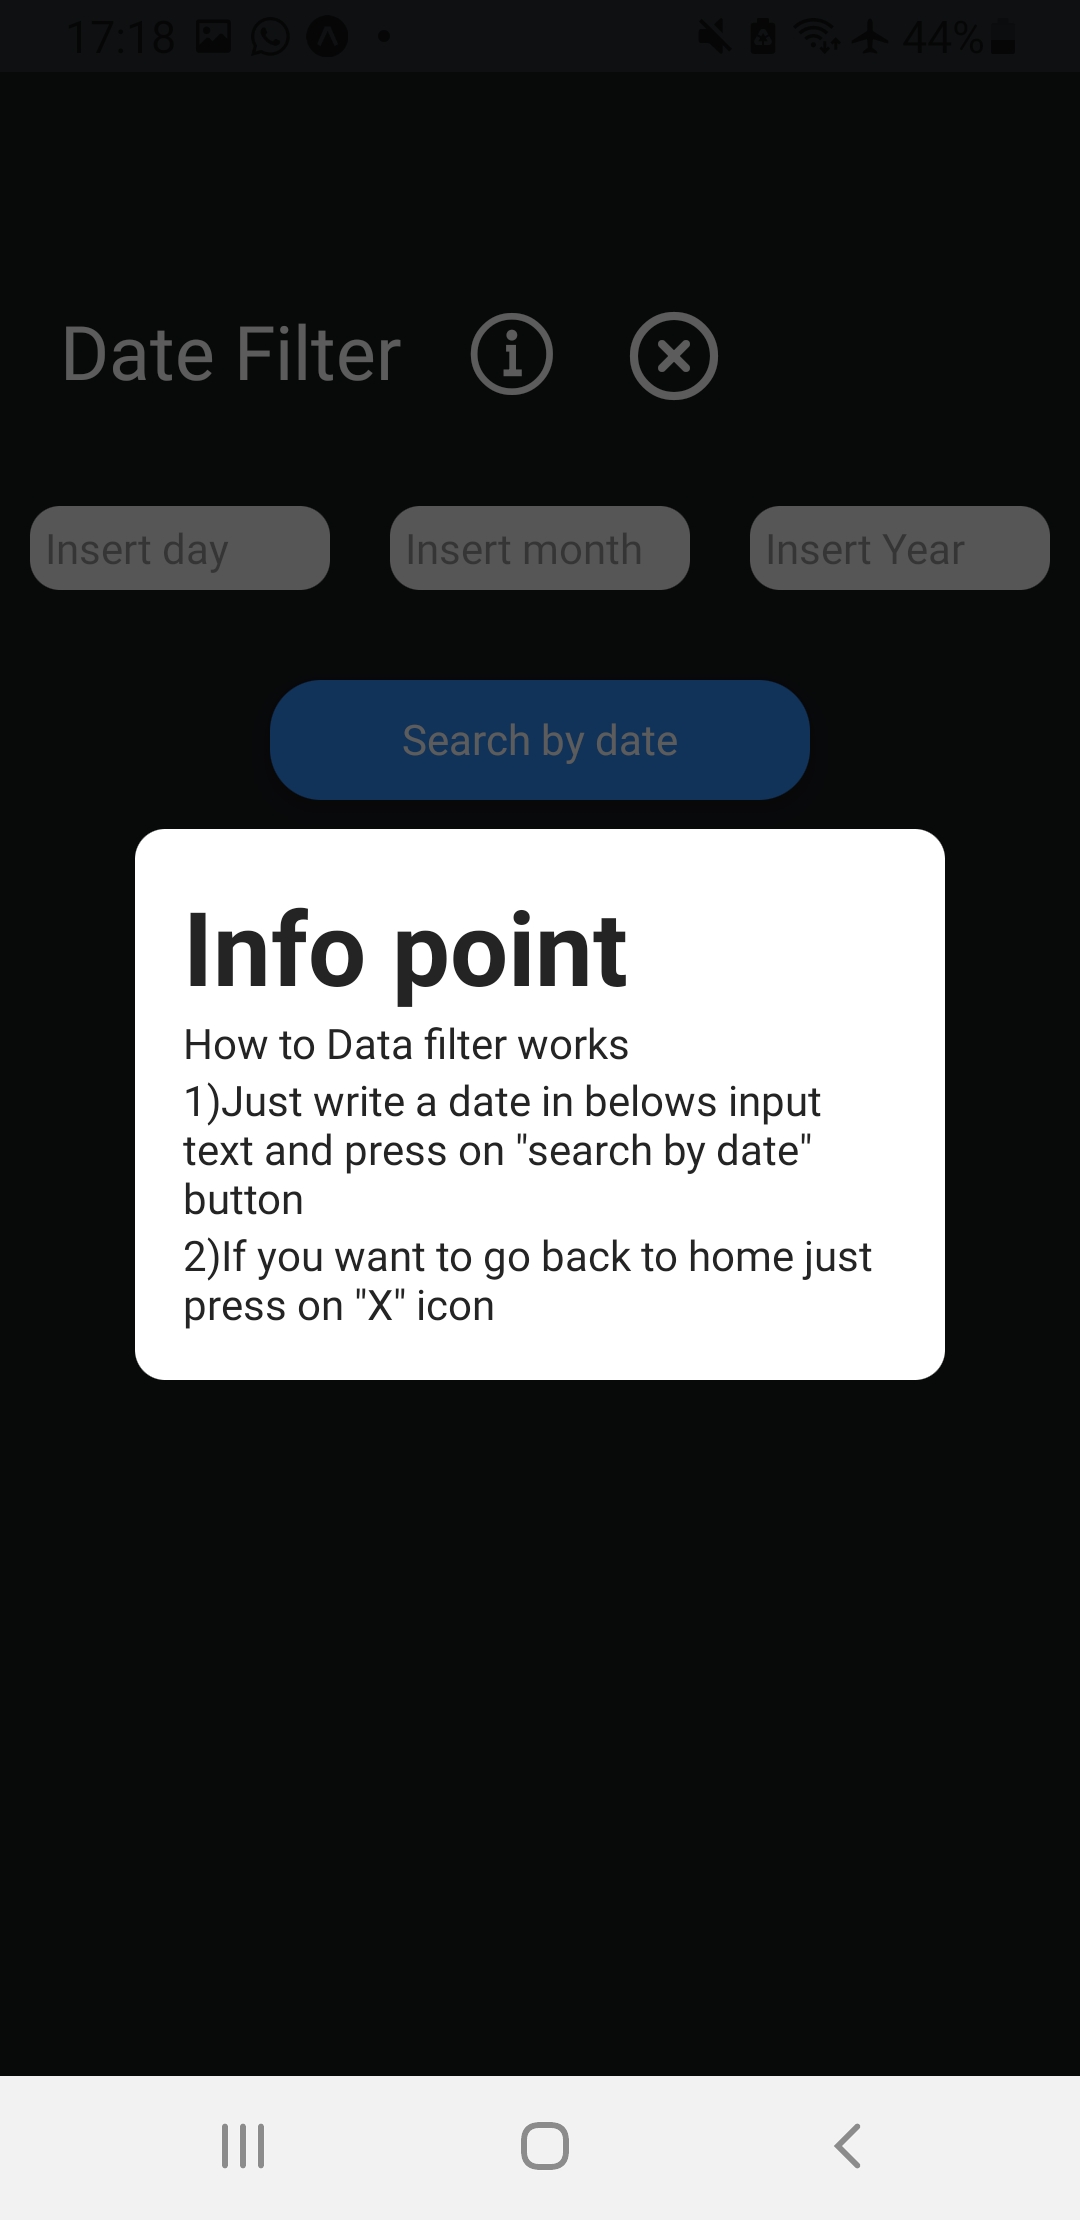 17:18 44%
Date Filter
Insert day Insert month Insert Year
Search by date
Info point
How to Data filter works
1)Just write a date in belows input
text and press on "search by date"
button
2)If you want to go back to home just
press on "X" icon